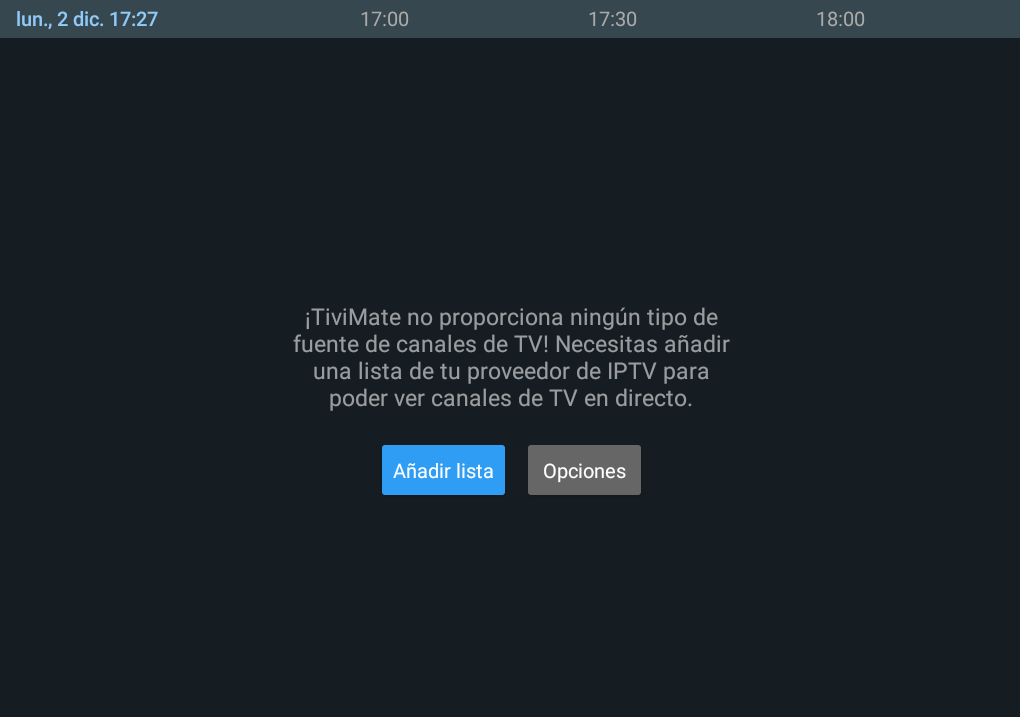 lun., 2 dic. 17:27 17:00 17:30 18:00
¡TiviMate no proporciona ningún tipo de
fuente de canales de TV! Necesitas añadir
una lista de tu proveedor de IPTV para
poder ver canales de TV en directo.
Añadir lista Opciones